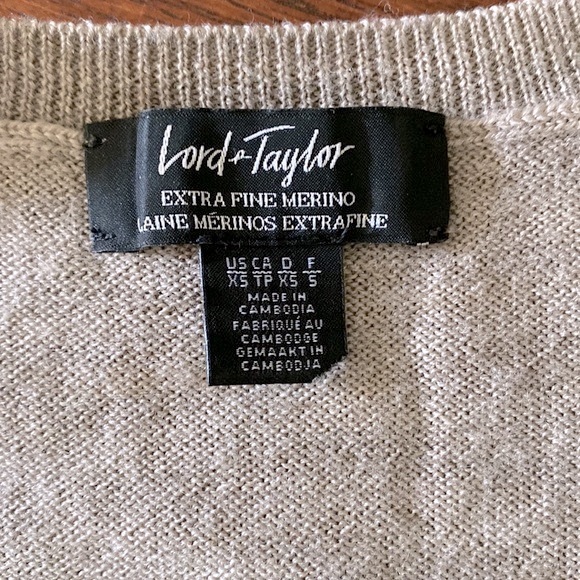 Lord & Taylor
EXTRA FINE MERINO
LAINE MÉRINOS EXTRAFINE
US CA D F
XS TP XS S
MADE IN
CAMBODIA
FABRIQUÉ AU
CAMBODGE
GEMAAKT IN
CAMBODJA